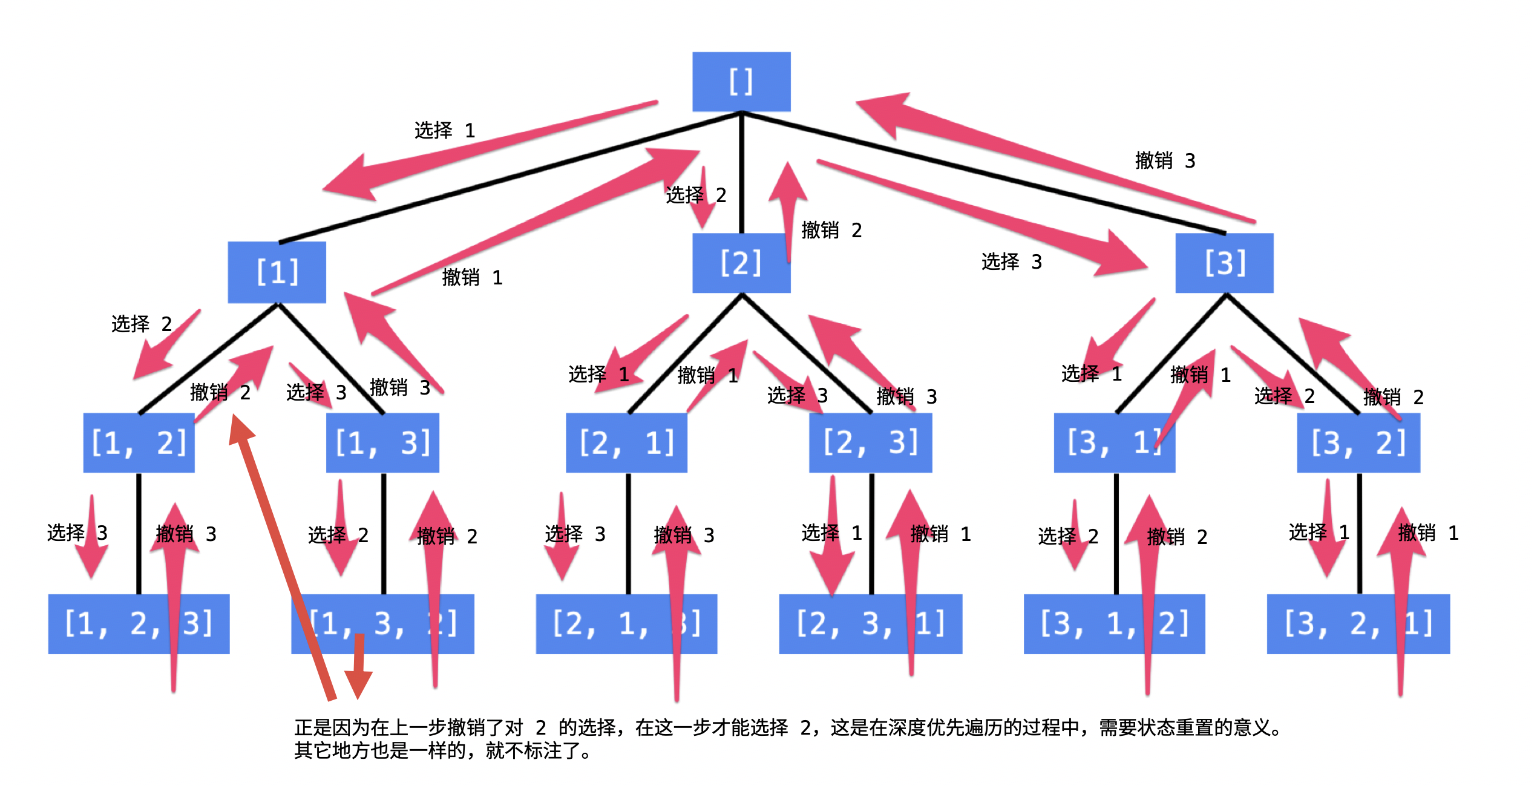 []
选择 1
撤销 3
选择 2
撤销 2
[1]
撤销 1
[2]
选择 3
[3]
选择 2
撤销 2
选择 3
撤销 3
选择 1
撤销 1
选择 3
撤销 3
选择 1
撤销 1
选择 2
撤销 2
[1, 2]
[1, 3]
[2, 1]
[2, 3]
[3, 1]
[3, 2]
选择 3
撤销 3
选择 2
撤销 2
选择 3
撤销 3
选择 1
撤销 1
选择 2
撤销 2
选择 1
撤销 1
[1, 2, 3]
[1, 3, 2]
[2, 1, 3]
[2, 3, 1]
[3, 1, 2]
[3, 2, 1]
正是因为在上一步撤销了对 2 的选择，在这一步才能选择 2，这是在深度优先遍历的过程中，需要状态重置的意义。
其它地方也是一样的，就不标注了。